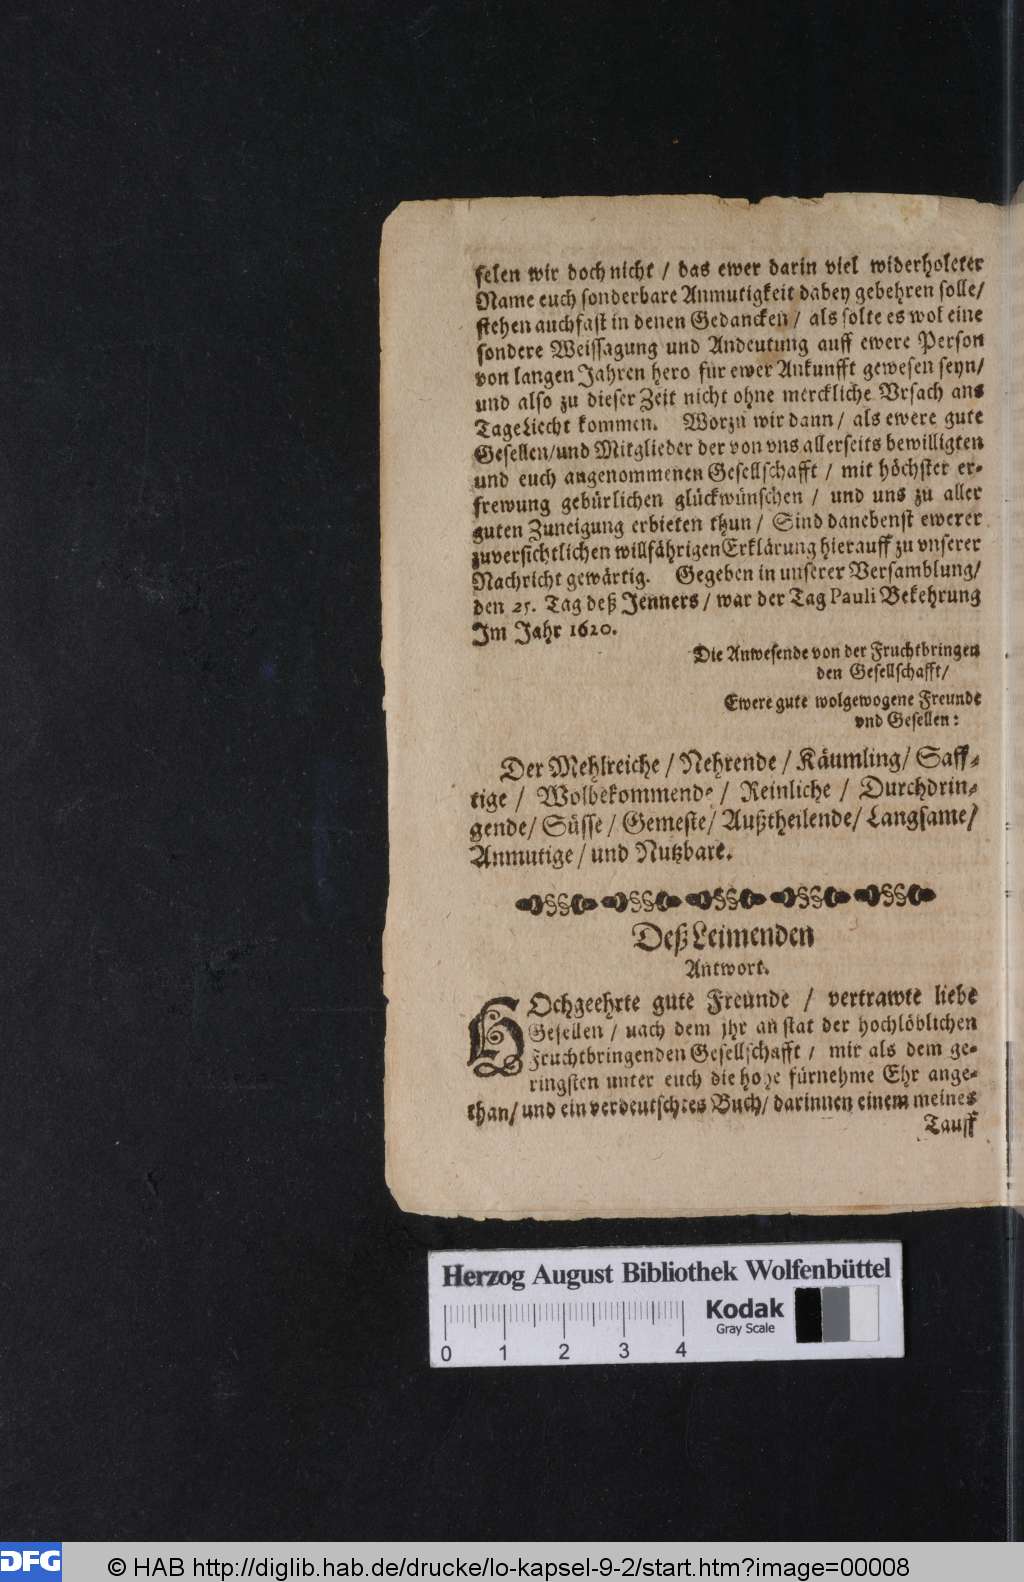 felen wir doch nicht / das ewer darin viel widerholeter
Name euch sonderbare Anmutigkeit dabey gebehren solle/
stehen auch fast in denen Gedancken / als solte es wol eine
sondere Weissagung und Andeutung auff ewere Person
von langen Jahren hero für ewer Ankunfft gewesen seyn/
und also zu dieser Zeit nicht ohne merckliche Vrsach ans
TageLiecht kommen. Worzu wir dann / als ewere gute
Gesellen/und Mitglieder der von vns allerseits bewilligten
und euch angenommenen Gesellschafft / mit höchster er-
frewung gebürlichen glückwünschen / und uns zu aller
guten Zuneigung erbieten thun / Sind danebenst ewerer
zuversichtlichen willfährigen Erklärung hierauff zu vnserer
Nachricht gewärtig. Gegeben in unserer Versamblung/
den 25. Tag deß Jenners / war der Tag Pauli Bekehrung
Im Jahr 1620.
Die Anwesende von der Fruchtbringen
den Gesellschafft/
Ewere gute wolgewogene Freunde
vnd Gesellen:
Der Mehlreiche / Nehrende / Käumling/ Saff-
tige / Wolbekommende / Reinliche / Durchdrin-
gende/ Süsse / Gemeste/ Außtheilende/ Langsame/
Anmutige / und Nutzbare.
Deß Leimenden
Antwort.
HOchgeehrte gute Freunde / vertrawte liebe
Gesellen / nach dem jhr an stat der hochlöblichen
Fruchtbringenden Gesellschafft / mir als dem ge-
ringsten unter euch die hohe fürnehme Ehr ange-
than/ und ein verdeutschtes Buch/ darinnen einem meines
Tauff
Herzog August Bibliothek Wolfenbüttel
Kodak
Gray Scale
0 1 2 3 4
DFG © HAB http://diglib.hab.de/drucke/lo-kapsel-9-2/start.htm?image=00008